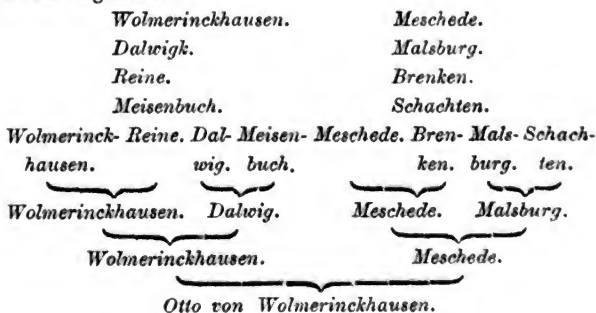 Wolmerinckhausen. Meschede.
Dalwigk. Malsburg.
Reine. Brenken.
Meisenbuch. Schachten.
Wolmerinck- Reine. Dal- Meisen- Meschede. Bren- Mals- Schach-
hausen. wig. buch. ken. burg. ten.
Wolmerinckhausen. Dalwig. Meschede. Malsburg.
Wolmerinckhausen. Meschede.
Otto von Wolmerinckhausen.